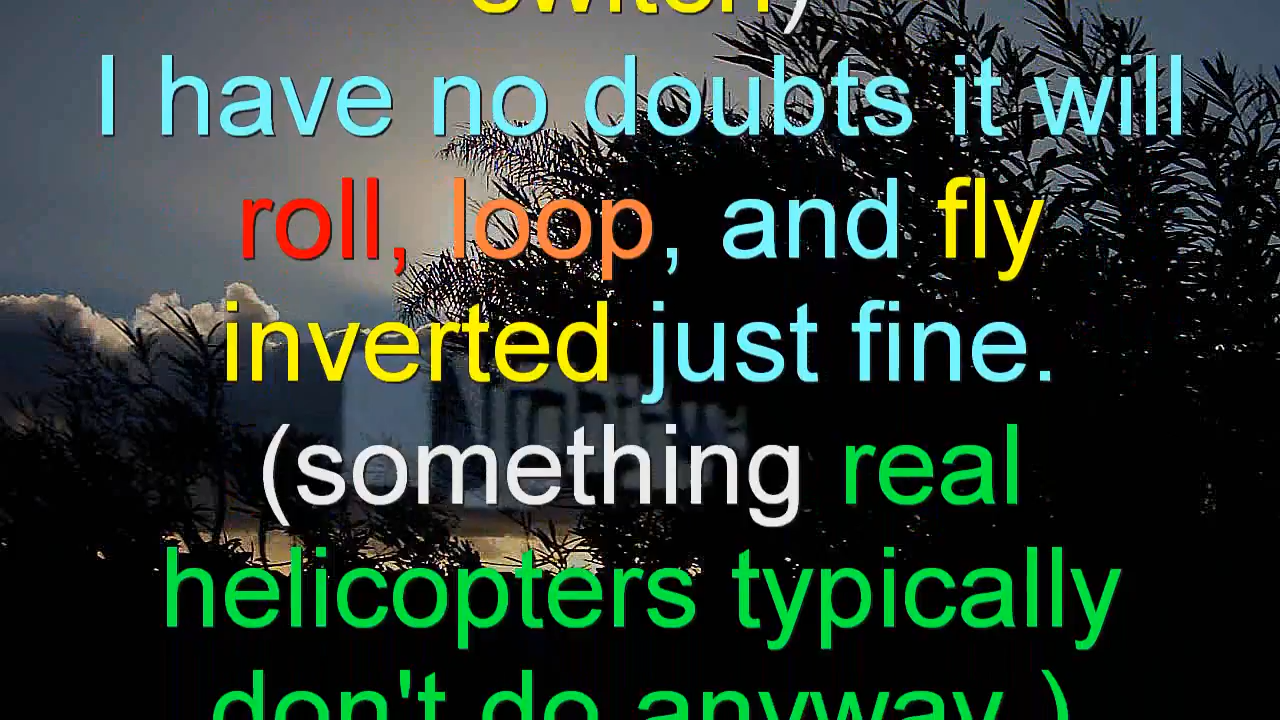 switch)
I have no doubts it will
roll, loop, and fly
inverted just fine.
(something real
helicopters typically
don't do anyway.)